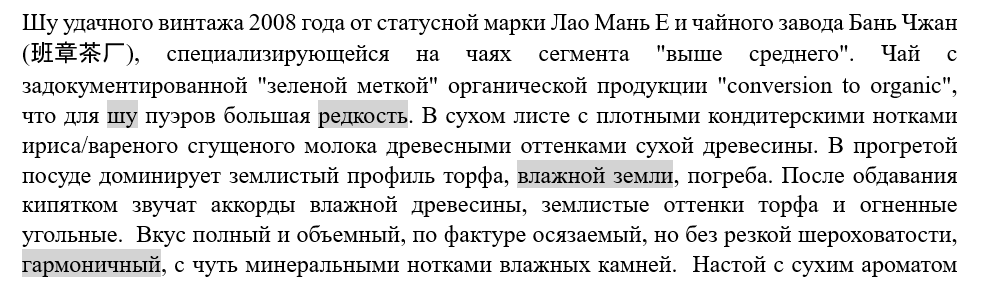 Шу удачного винтажа 2008 года от статусной марки Лао Мань Е и чайного завода Бань Чжан
(班章茶厂), специализирующейся на чаях сегмента "выше среднего". Чай с
задокументированной "зеленой меткой" органической продукции "conversion to organic",
что для шу пуэров большая редкость. В сухом листе с плотными кондитерскими нотками
ириса/вареного сгущеного молока древесными оттенками сухой древесины. В прогретой
посуде доминирует землистый профиль торфа, влажной земли, погреба. После обдавания
кипятком звучат аккорды влажной древесины, землистые оттенки торфа и огненные
угольные. Вкус полный и объемный, по фактуре осязаемый, но без резкой шероховатости,
гармоничный, с чуть минеральными нотками влажных камней. Настой с сухим ароматом